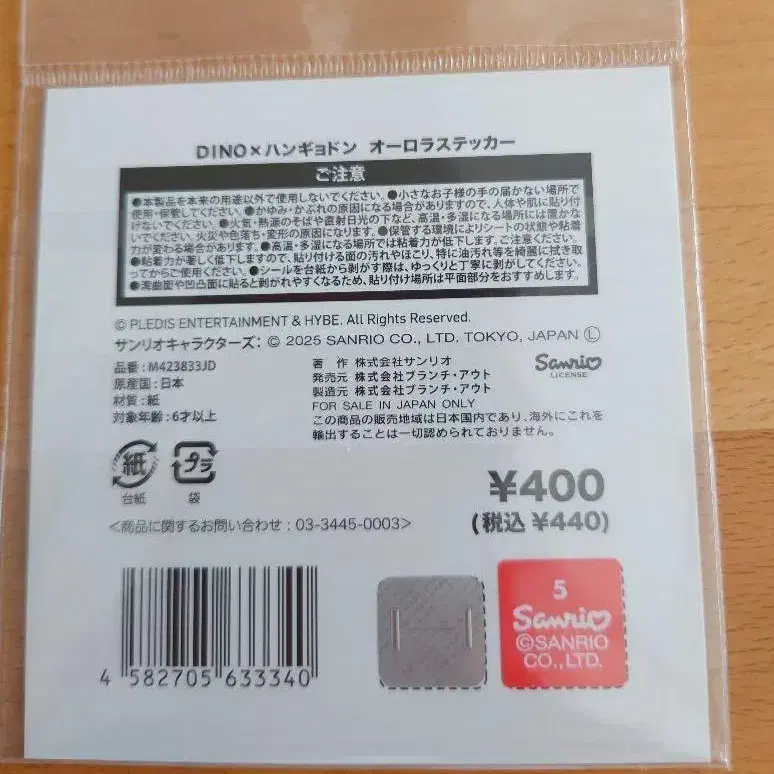 DINO×ハンギョドン オーロラステッカー
ご注意
●本製品を本来の用途以外で使用しないでください。●小さなお子様の手の届かない場所で
使用・保管してください。●かゆみ・かぶれの原因になる場合がありますので、人体や肌に貼り付
けないでください。●火気・熱源のそばや直射日光の下など、高温・多湿になる場所には置かな
いでください。火災や色落ち・変形の原因になります。●保管する環境によりシートの状態や粘着
力が変わる場合があります。●高温・多湿になる場所では粘着力が低下します。ご注意ください。
●粘着力が著しく低下しますので、貼り付ける面の汚れやほこり、特に油汚れ等を綺麗に拭き取
ってからご使用ください。●シールを台紙から剥がす際は、ゆっくりと丁寧に剥がしてください。
●湾曲面や凹凸面に貼ると剥がれやすくなるため、貼り付け場所は平面部分をおすすめします。
© PLEDIS ENTERTAINMENT & HYBE. All Rights Reserved.
サンリオキャラクターズ：© 2025 SANRIO CO., LTD. TOKYO, JAPAN Ⓛ
品番：M423833JD
原産国：日本
材質：紙
対象年齢：6才以上
著 作 株式会社サンリオ
発売元 株式会社ブランチ・アウト
製造元 株式会社ブランチ・アウト
FOR SALE IN JAPAN ONLY
この商品の販売地域は日本国内であり、海外にこれを
輸出することは一切認められておりません。
Sanrio
LICENSE
紙
台紙
プラ
袋
¥400
(税込 ¥440)
<商品に関するお問い合わせ：03-3445-0003>
4 582705 633340
5
Sanrio
©SANRIO
CO.,LTD.